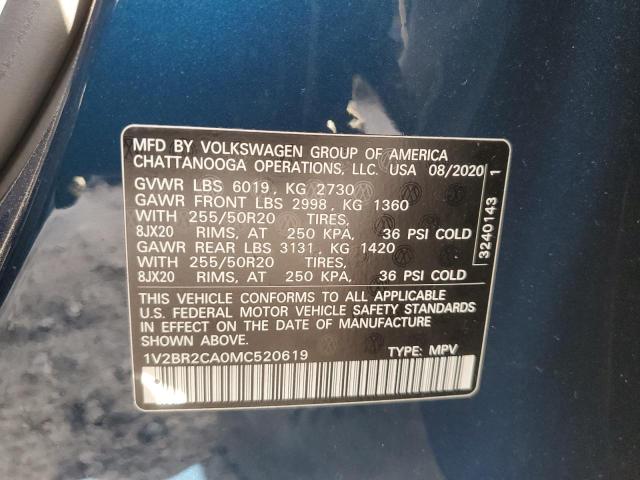 MFD BY VOLKSWAGEN GROUP OF AMERICA
CHATTANOOGA OPERATIONS, LLC. USA 08/2020
GVWR LBS 6019, KG 2730
GAWR FRONT LBS 2998, KG 1360
WITH 255/50R20 TIRES,
8JX20 RIMS, AT 250 KPA, 36 PSI COLD
GAWR REAR LBS 3131, KG 1420
WITH 255/50R20 TIRES,
8JX20 RIMS, AT 250 KPA, 36 PSI COLD
THIS VEHICLE CONFORMS TO ALL APPLICABLE
U.S. FEDERAL MOTOR VEHICLE SAFETY STANDARDS
IN EFFECT ON THE DATE OF MANUFACTURE
SHOWN ABOVE.
1V2BR2CA0MC520619 TYPE: MPV
3240143 1